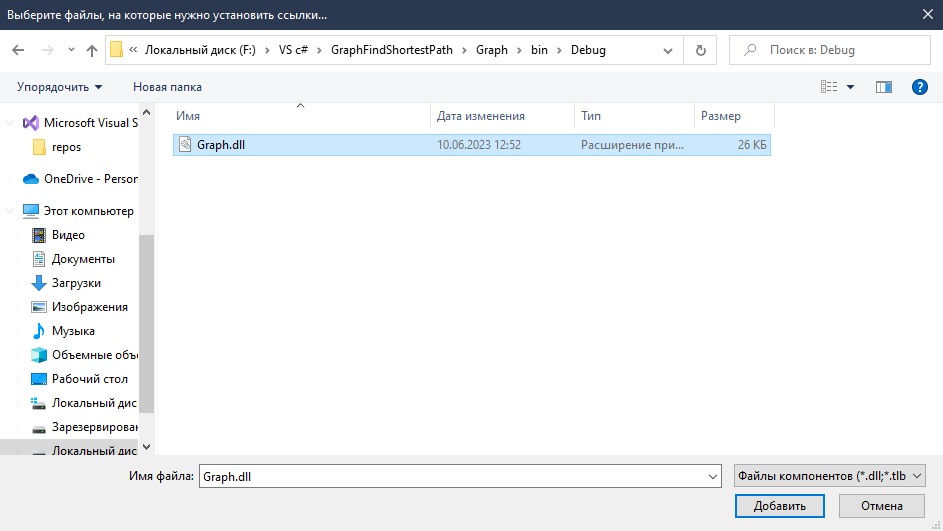 Выберите файлы, на которые нужно установить ссылки...
« Локальный диск (F:) > VS c# > GraphFindShortestPath > Graph > bin > Debug
Поиск в: Debug
Упорядочить
Новая папка
?
Имя
Дата изменения
Тип
Размер
Graph.dll
10.06.2023 12:52
Расширение при...
26 КБ
Microsoft Visual S
repos
OneDrive - Person
Этот компьютер
Видео
Документы
Загрузки
Изображения
Музыка
Объемные объе
Рабочий стол
Локальный дис
Зарезервирован
Локальный дис
Имя файла:
Graph.dll
Файлы компонентов (*.dll;*.tlb
Добавить
Отмена